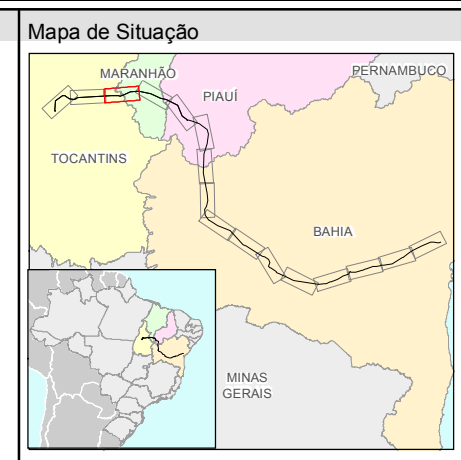 Mapa de Situação
MARANHÃO
PERNAMBUCO
PIAUÍ
TOCANTINS
BAHIA
MINAS
GERAIS